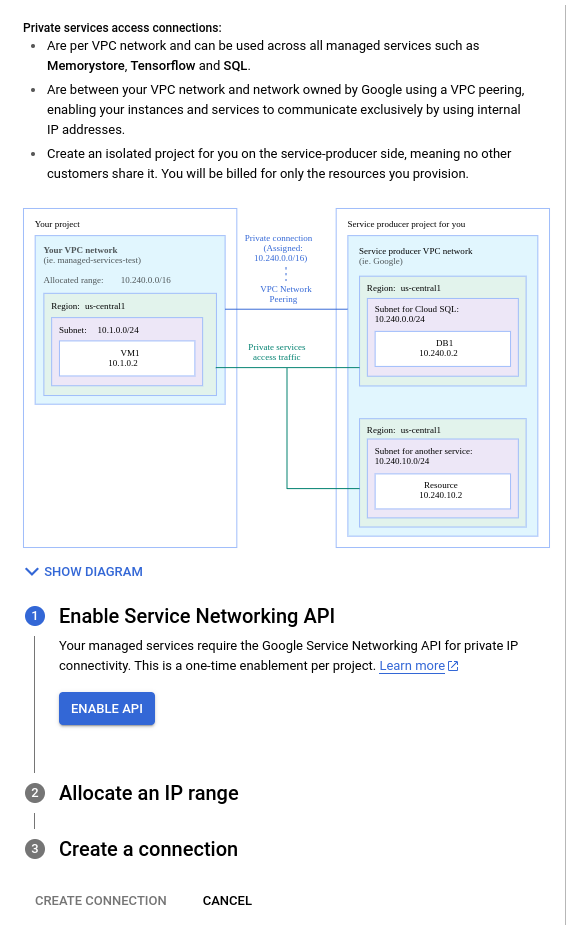 Private services access connections:
Are per VPC network and can be used across all managed services such as
Memorystore, Tensorflow and SQL.
Are between your VPC network and network owned by Google using a VPC peering,
enabling your instances and services to communicate exclusively by using internal
IP addresses.
Create an isolated project for you on the service-producer side, meaning no other
customers share it. You will be billed for only the resources you provision.
Your project
Your VPC network
(ie. managed-services-test)
Allocated range: 10.240.0.0/16
Region: us-central1
Subnet: 10.1.0.0/24
VM1
10.1.0.2
Private connection
(Assigned:
10.240.0.0/16)
VPC Network
Peering
Private services
access traffic
Service producer project for you
Service producer VPC network
(ie. Google)
Region: us-central1
Subnet for Cloud SQL:
10.240.0.0/24
DB1
10.240.0.2
Region: us-central1
Subnet for another service:
10.240.10.0/24
Resource
10.240.10.2
SHOW DIAGRAM
1 Enable Service Networking API
Your managed services require the Google Service Networking API for private IP
connectivity. This is a one-time enablement per project. Learn more
ENABLE API
2 Allocate an IP range
3 Create a connection
CREATE CONNECTION CANCEL